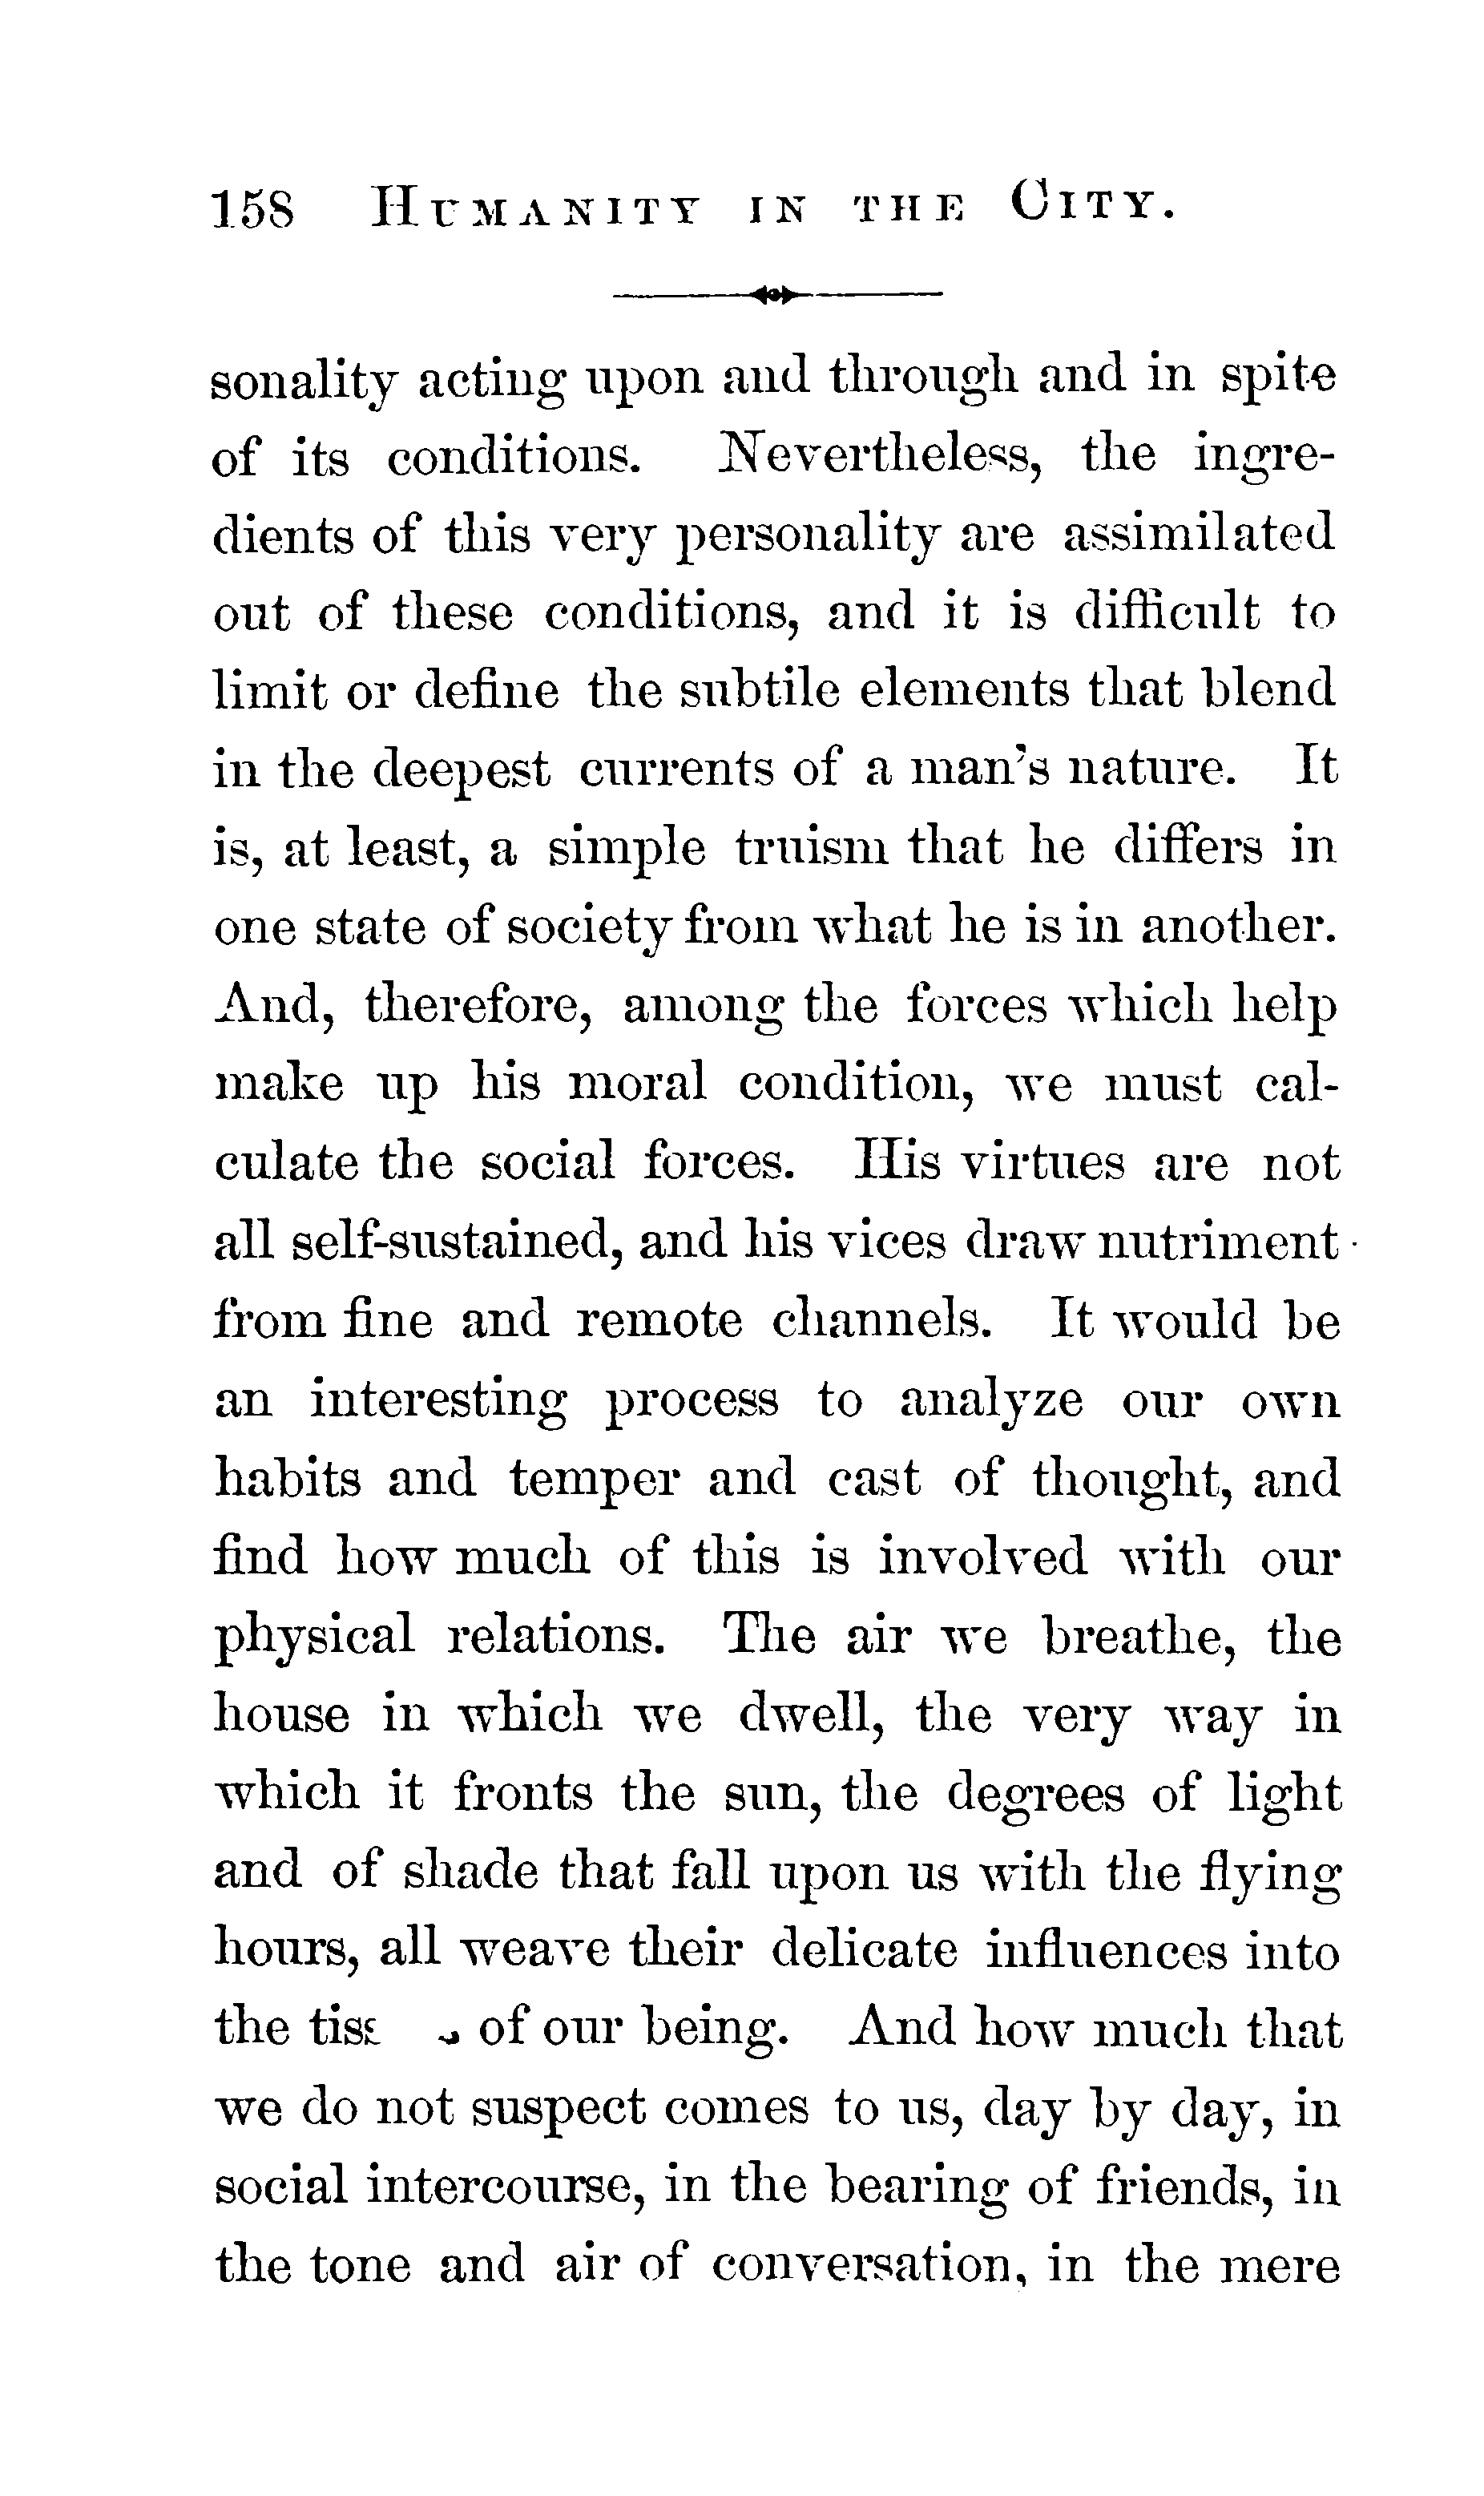 158 HUMANITY IN THE CITY.
sonality acting upon and through and in spite
of its conditions. Nevertheless, the ingre-
dients of this very personality are assimilated
out of these conditions, and it is difficult to
limit or define the subtile elements that blend
in the deepest currents of a man's nature. It
is, at least, a simple truism that he differs in
one state of society from what he is in another.
And, therefore, among the forces which help
make up his moral condition, we must cal-
culate the social forces. His virtues are not
all self-sustained, and his vices draw nutriment
from fine and remote channels. It would be
an interesting process to analyze our own
habits and temper and cast of thought, and
find how much of this is involved with our
physical relations. The air we breathe, the
house in which we dwell, the very way in
which it fronts the sun, the degrees of light
and of shade that fall upon us with the flying
hours, all weave their delicate influences into
the of our being. And how much that
we do not suspect comes to us, day by day, in
social intercourse, in the bearing of friends, in
the tone and air of conversation, in the mere